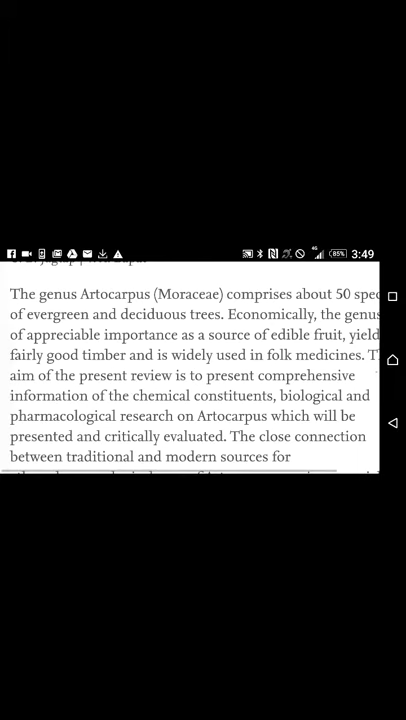 4G 85% 3:49
The genus Artocarpus (Moraceae) comprises about 50 spec
of evergreen and deciduous trees. Economically, the genus
of appreciable importance as a source of edible fruit, yield
fairly good timber and is widely used in folk medicines. T
aim of the present review is to present comprehensive
information of the chemical constituents, biological and
pharmacological research on Artocarpus which will be
presented and critically evaluated. The close connection
between traditional and modern sources for